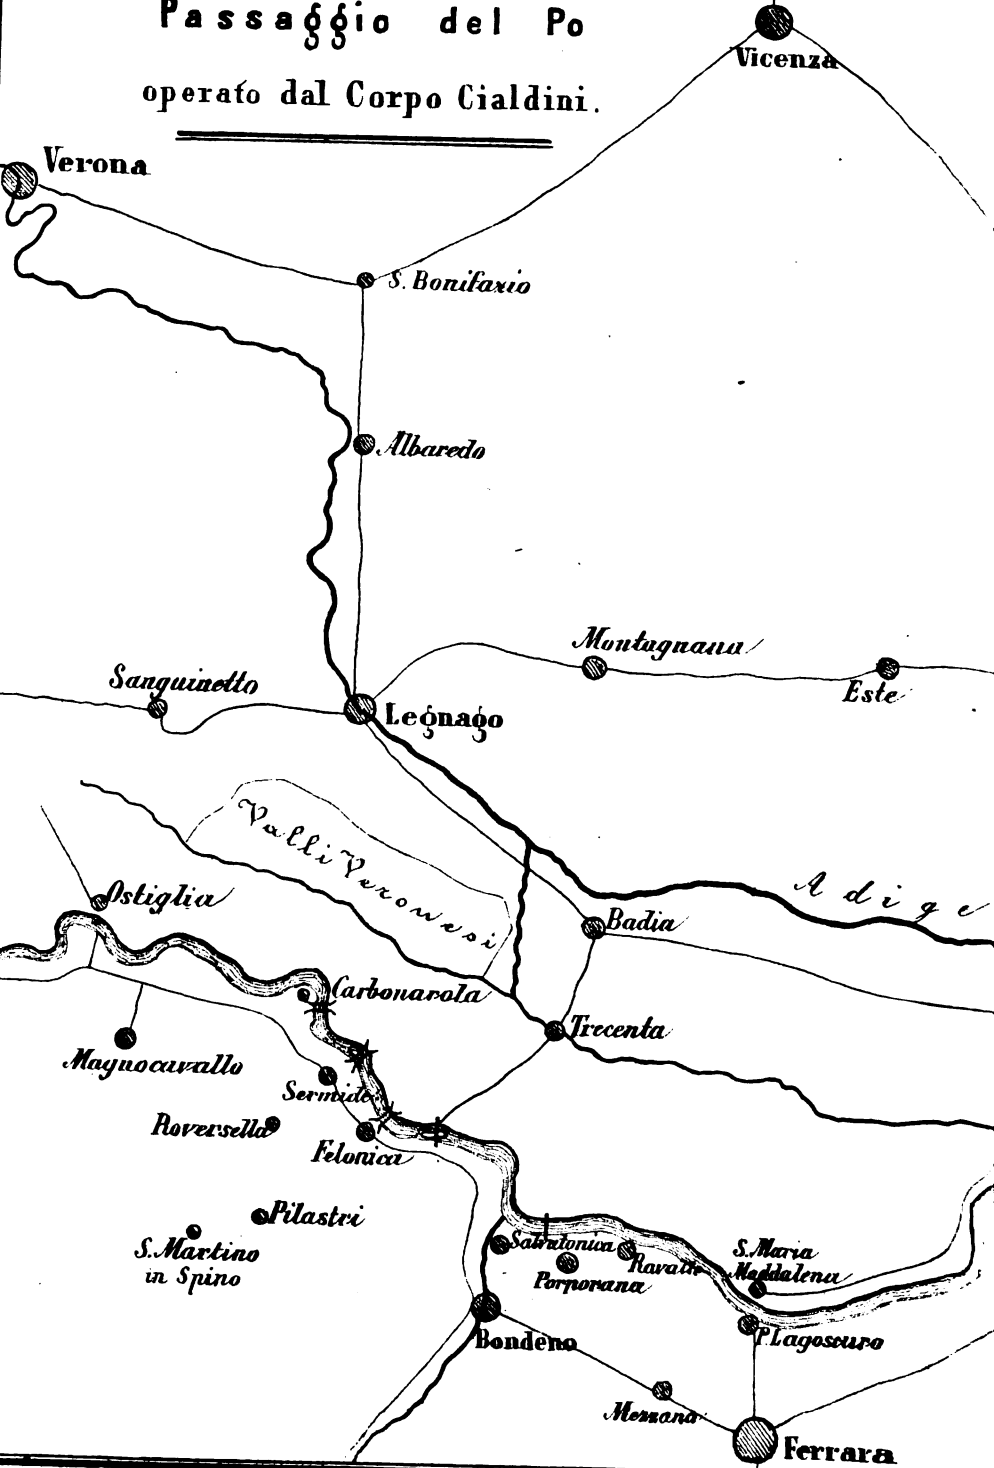 Passaggio del Po
operato dal Corpo Cialdini.
Vicenza
Verona
S. Bonifazio
Albaredo
Montagnana
Sanguinetto
Este
Legnago
Valli Veronesi
Adige
Ostiglia
Badia
Carbonarola
Trecenta
Magnocavallo
Sermide
Roversella
Felonica
Pilastri
S. Martino
in Spino
Salvatonica
S. Maria
Maddalena
Ravalle
Porporana
Bondeno
P. Lagoscuro
Mezzana
Ferrara